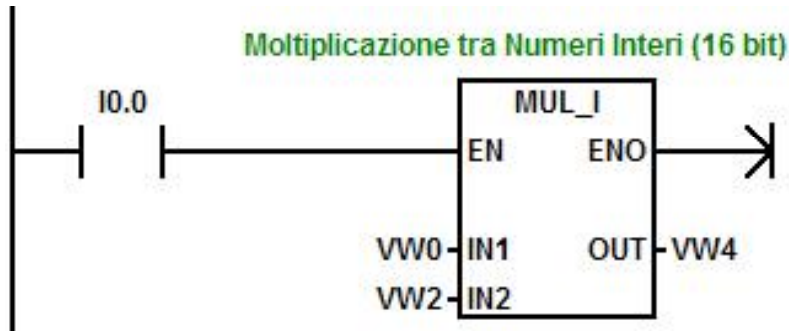 Moltiplicazione tra Numeri Interi (16 bit)
I0.0
MUL_I
EN ENO
VW0 IN1 OUT VW4
VW2 IN2